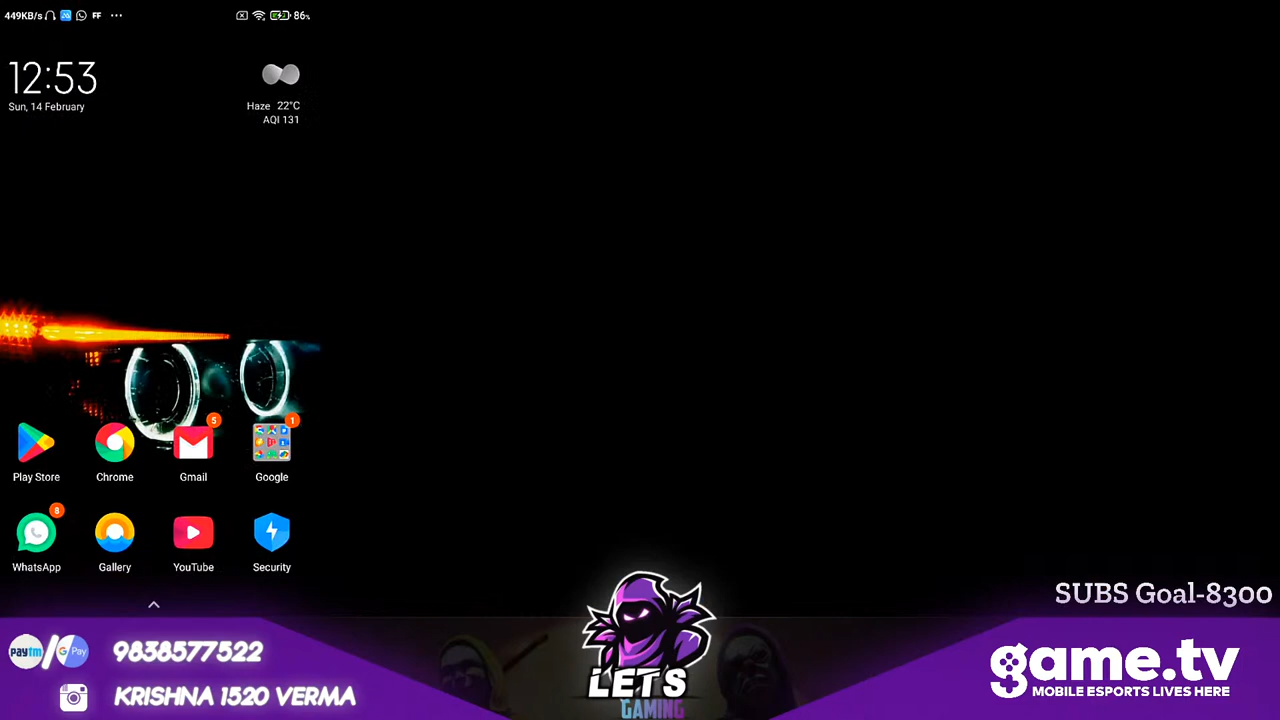 449KB/s FF 86%
12:53
Sun, 14 February
Haze 22°C
AQI 131
5
1
Play Store Chrome Gmail Google
8
WhatsApp Gallery YouTube Security
SUBS Goal-8300
paytm / G Pay 9838577522
KRISHNA 1520 VERMA
LET'S
GAMING
game.tv
MOBILE ESPORTS LIVES HERE